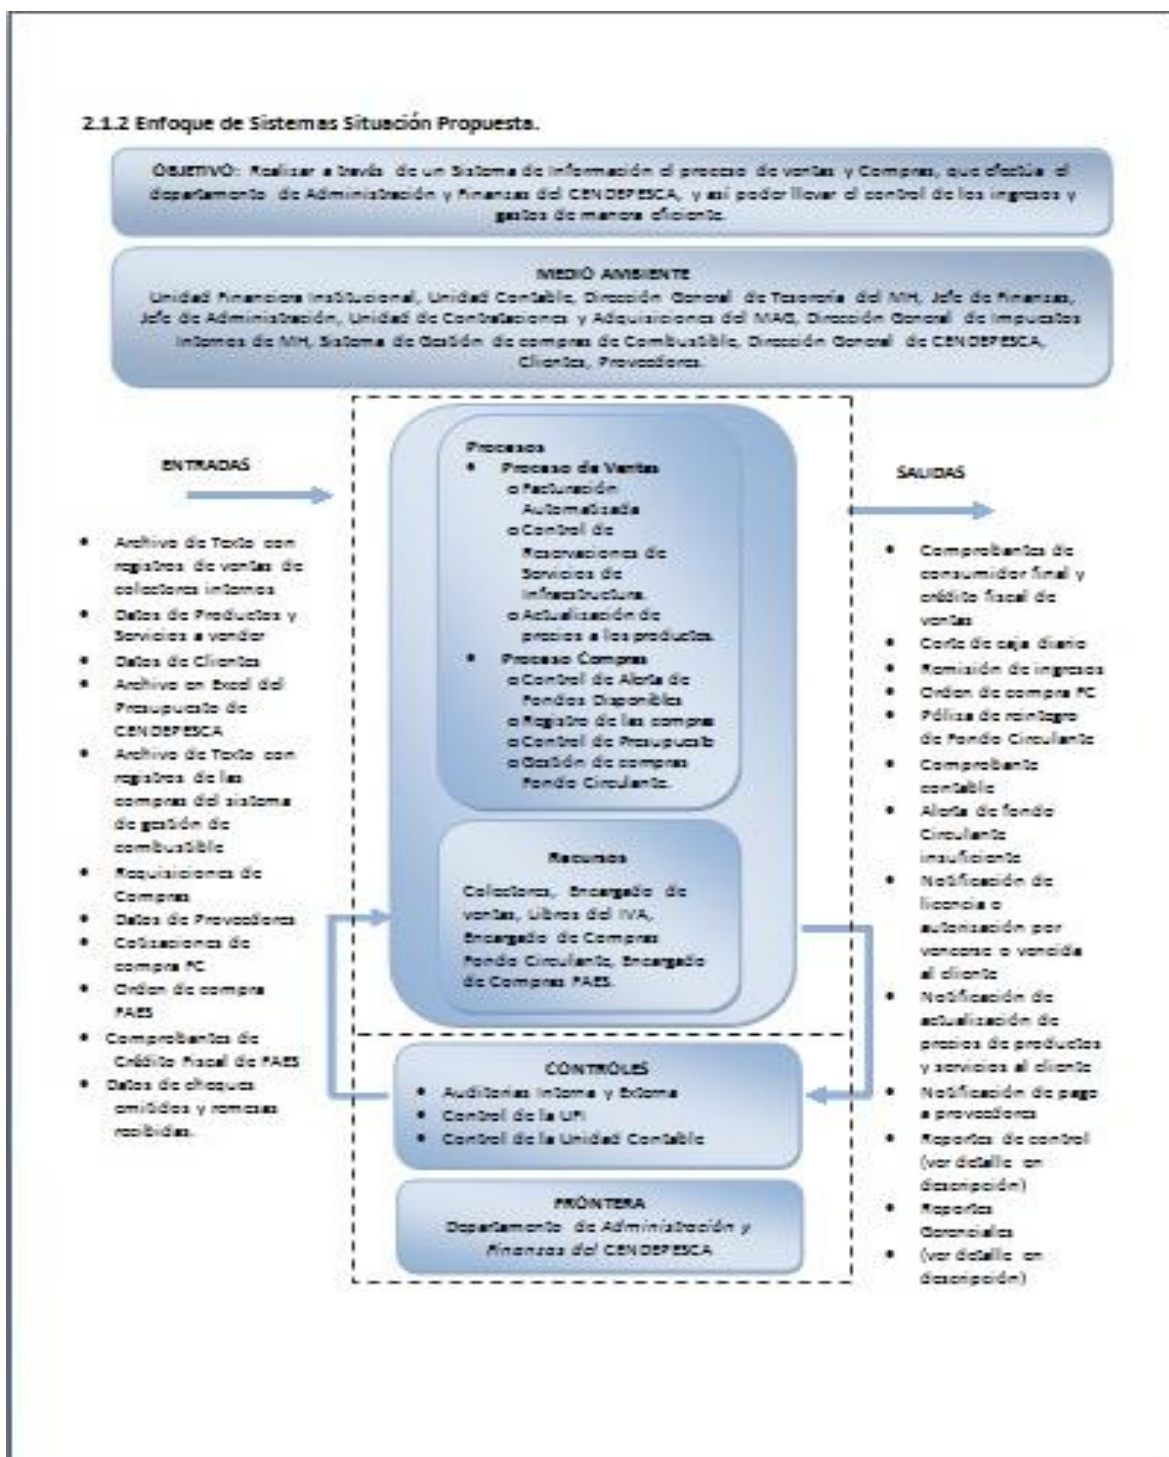 2.1.2 Enfoque de Sistemas Situación Propuesta.
OBJETIVO: Realizar a través de un Sistema de Información el proceso de ventas y Compras, que efectúa el
departamento de Administración y Finanzas del CENDEPESCA, y así poder llevar el control de los ingresos y
gastos de manera eficiente.
MEDIO AMBIENTE
Unidad Financiera Institucional, Unidad Contable, Dirección General de Tesorería del MH, Jefe de Finanzas,
Jefe de Administración, Unidad de Contrataciones y Adquisiciones del MAG, Dirección General de Impuestos
Internos de MH, Sistema de Gestión de compras de Combustible, Dirección General de CENDEPESCA,
Clientes, Proveedores.
ENTRADAS
• Archivo de Texto con
registros de ventas de
colectores internos
• Datos de Productos y
Servicios a vender
• Datos de Clientes
• Archivo en Excel del
Presupuesto de
CENDEPESCA
• Archivo de Texto con
registros de las
compras del sistema
de gestión de
combustible
• Requisiciones de
Compras
• Datos de Proveedores
• Cotizaciones de
compra FC
• Orden de compra
PAES
• Comprobantes de
Crédito Fiscal de PAES
• Datos de cheques
emitidos y remesas
recibidas.
Procesos
• Proceso de Ventas
o Facturación
Automatizada
o Control de
Reservaciones de
Servicios de
Infraestructura.
o Actualización de
precios a los productos.
• Proceso Compras
o Control de Alerta de
Fondos Disponibles
o Registro de las compras
o Control de Presupuesto
o Gestión de compras
Fondo Circulante.
Recursos
Colectores, Encargado de
ventas, Libros del IVA,
Encargado de Compras
Fondo Circulante, Encargado
de Compras PAES.
CONTROLES
• Auditorias Interna y Externa
• Control de la UFI
• Control de la Unidad Contable
FRONTERA
Departamento de Administración y
Finanzas del CENDEPESCA
SALIDAS
• Comprobantes de
consumidor final y
crédito fiscal de
ventas
• Corte de caja diario
• Remisión de ingresos
• Orden de compra FC
• Póliza de reintegro
de Fondo Circulante
• Comprobante
contable
• Alerta de fondo
Circulante
insuficiente
• Notificación de
licencia o
autorización por
vencerse o vencida
al cliente
• Notificación de
actualización de
precios de productos
y servicios al cliente
• Notificación de pago
a proveedores
• Reportes de control
(ver detalle en
descripción)
• Reportes
Gerenciales
• (ver detalle en
descripción)